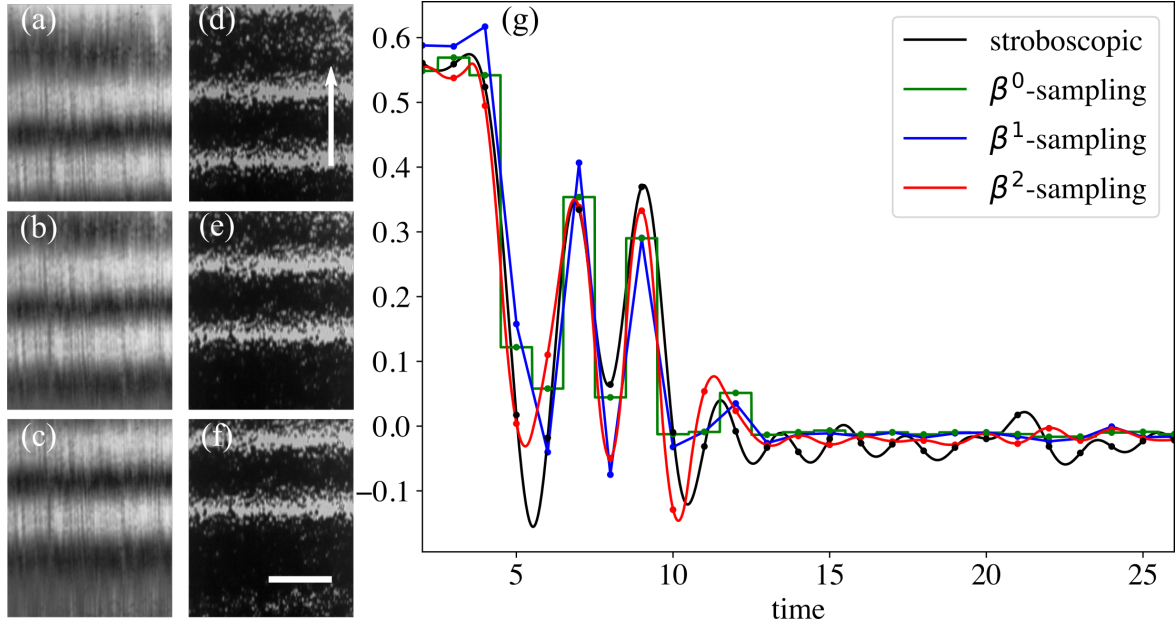 (a)
(d)
(g)
(b)
(e)
(c)
(f)
0.6
0.5
0.4
0.3
0.2
0.1
0.0
−0.1
5
10
15
20
25
time
stroboscopic
β⁰-sampling
β¹-sampling
β²-sampling